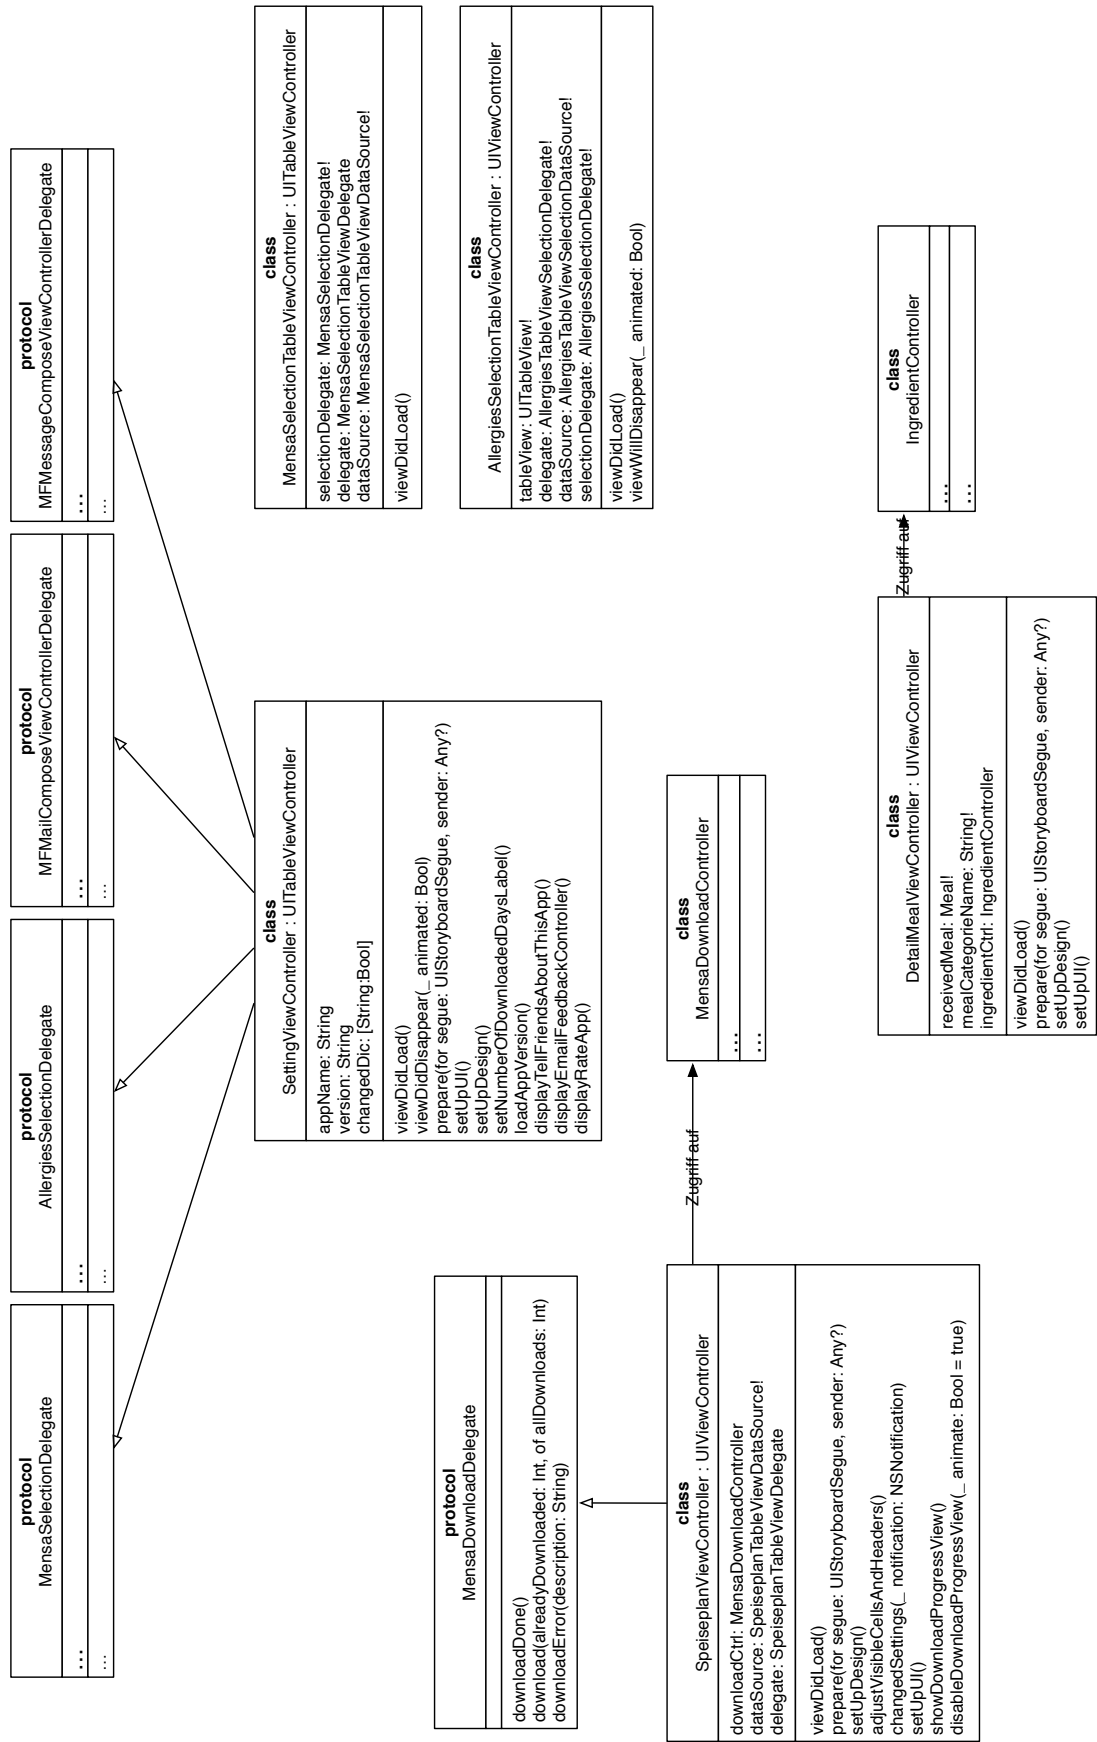 protocol
MensaSelectionDelegate
...
...
protocol
AllergiesSelectionDelegate
...
...
protocol
MFMailComposeViewControllerDelegate
...
...
protocol
MFMessageComposeViewControllerDelegate
...
...
class
SettingViewController : UITableViewController
appName: String
version: String
changedDic: [String:Bool]
viewDidLoad()
viewDidDisappear(_ animated: Bool)
prepare(for segue: UIStoryboardSegue, sender: Any?)
setUpUI()
setUpDesign()
setNumberOfDownloadedDaysLabel()
loadAppVersion()
displayTellFriendsAboutThisApp()
displayEmailFeedbackController()
displayRateApp()
class
MensaSelectionTableViewController : UITableViewController
selectionDelegate: MensaSelectionDelegate!
delegate: MensaSelectionTableViewDelegate
dataSource: MensaSelectionTableViewDataSource!
viewDidLoad()
class
AllergiesSelectionTableViewController : UIViewController
tableView: UITableView!
delegate: AllergiesTableViewSelectionDelegate!
dataSource: AllergiesTableViewSelectionDataSource!
selectionDelegate: AllergiesSelectionDelegate!
viewDidLoad()
viewWillDisappear(_ animated: Bool)
protocol
MensaDownloadDelegate
downloadDone()
download(alreadyDownloaded: Int, of allDownloads: Int)
downloadError(description: String)
class
SpeiseplanViewController : UIViewController
downloadCtrl: MensaDownloadController
dataSource: SpeiseplanTableViewDataSource!
delegate: SpeiseplanTableViewDelegate
viewDidLoad()
prepare(for segue: UIStoryboardSegue, sender: Any?)
setUpDesign()
adjustVisibleCellsAndHeaders()
changedSettings(_ notification: NSNotification)
setUpUI()
showDownloadProgressView()
disableDownloadProgressView(_ animate: Bool = true)
Zugriff auf
class
MensaDownloadController
...
...
class
DetailMealViewController : UIViewController
receivedMeal: Meal!
mealCategorieName: String!
ingredientCtrl: IngredientController
viewDidLoad()
prepare(for segue: UIStoryboardSegue, sender: Any?)
setUpDesign()
setUpUI()
Zugriff auf
class
IngredientController
...
...